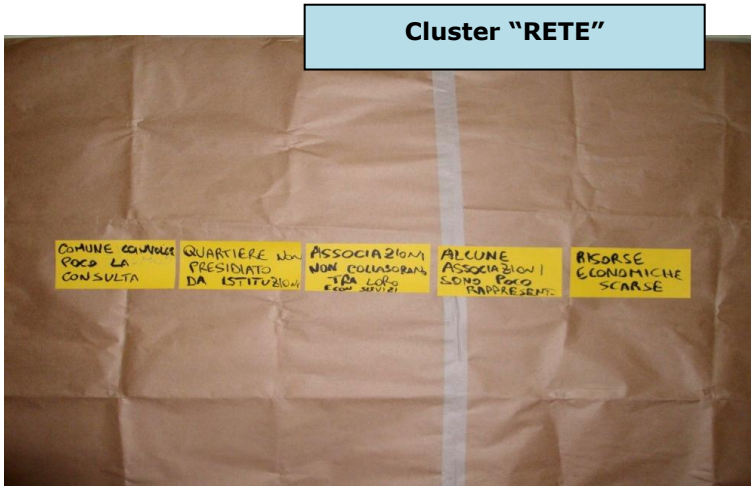 Cluster “RETE”
COMUNE COINVOLGE
POCO LA
CONSULTA
QUARTIERE NON
PRESIDIATO
DA ISTITUZIONI
ASSOCIAZIONI
NON COLLABORANO
TRA LORO
E CON SERVIZI
ALCUNE
ASSOCIAZIONI
SONO POCO
RAPPRESENT.
RISORSE
ECONOMICHE
SCARSE